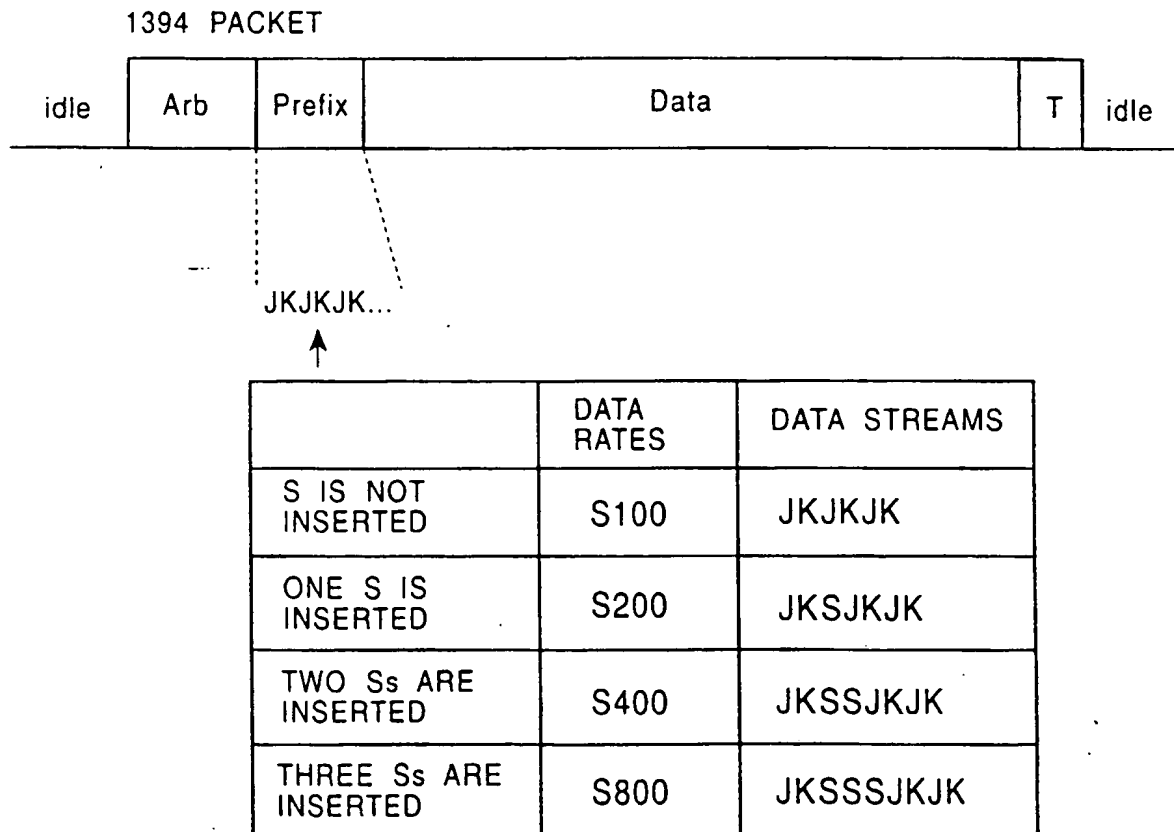 1394 PACKET
idle Arb Prefix Data T idle
JKJKJK...
DATA RATES DATA STREAMS
S IS NOT INSERTED S100 JKJKJK
ONE S IS INSERTED S200 JKSJKJK
TWO Ss ARE INSERTED S400 JKSSJKJK
THREE Ss ARE INSERTED S800 JKSSSJKJK